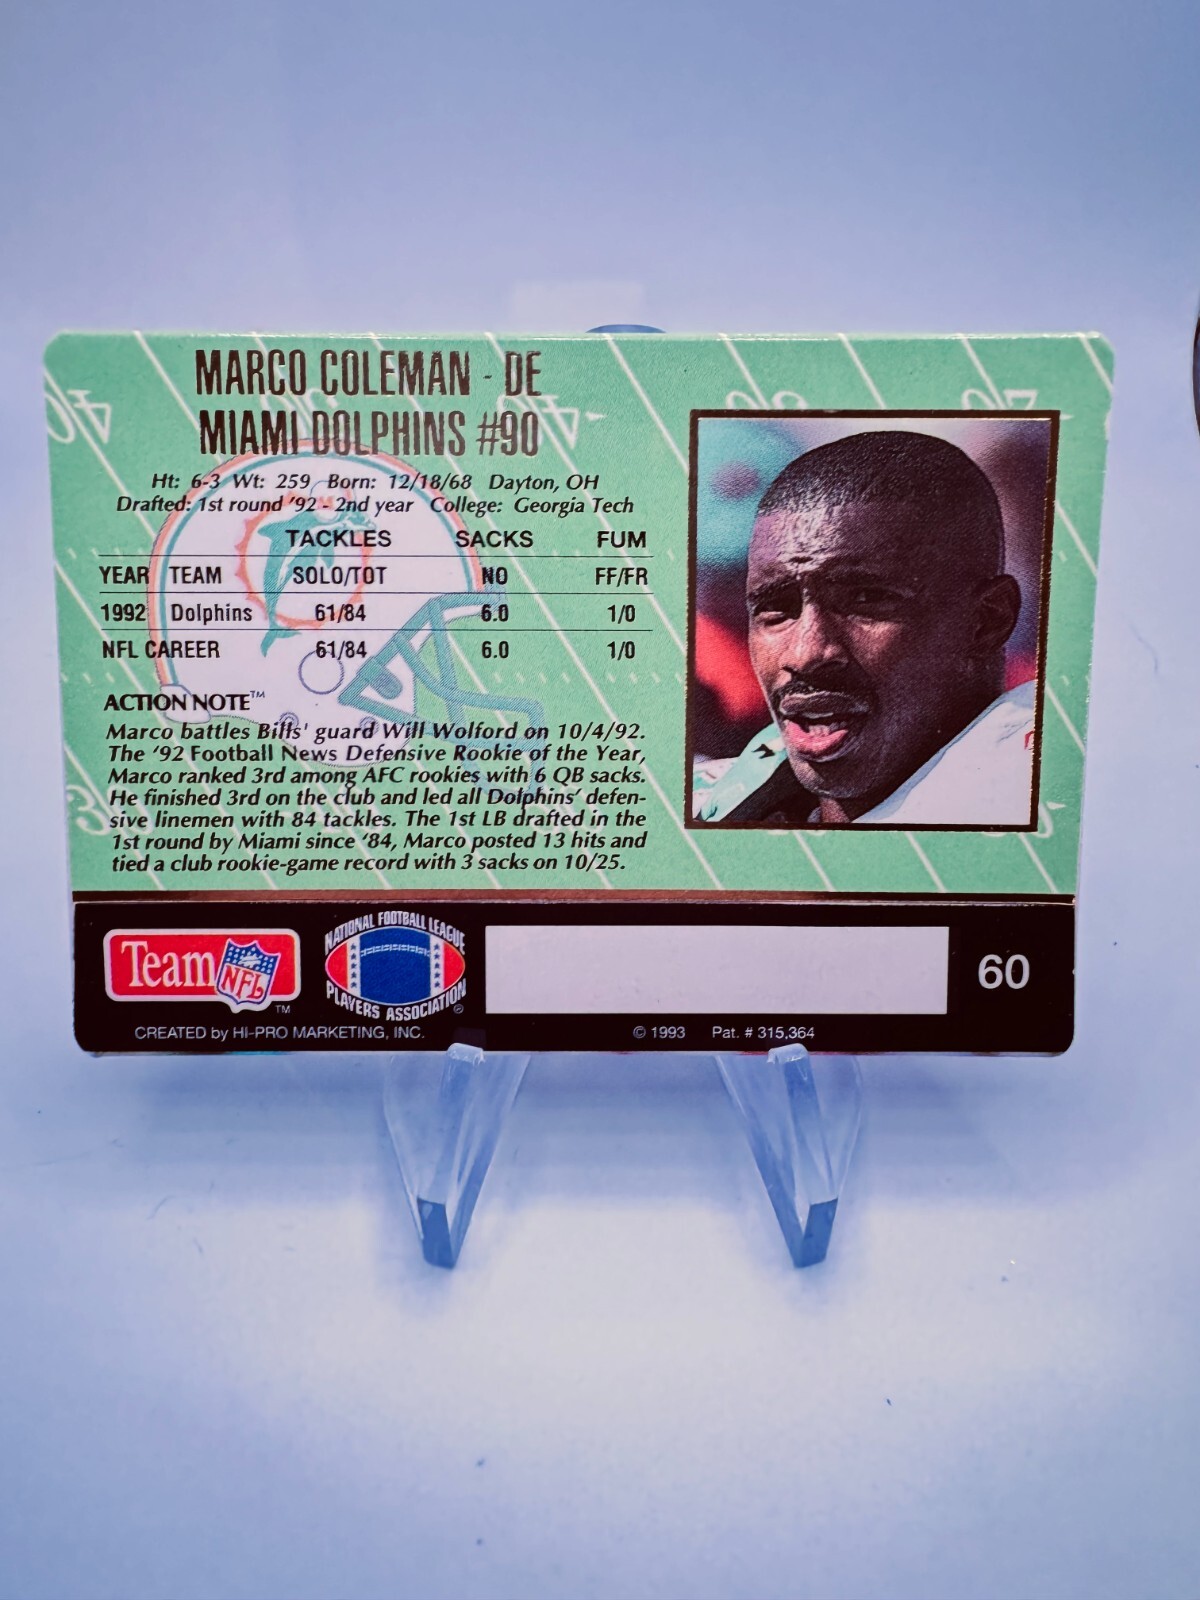 MARCO COLEMAN - DE
MIAMI DOLPHINS #90
Ht: 6-3 Wt: 259 Born: 12/18/68 Dayton, OH
Drafted: 1st round '92 - 2nd year College: Georgia Tech
TACKLES SACKS FUM
YEAR TEAM SOLO/TOT NO FF/FR
1992 Dolphins 61/84 6.0 1/0
NFL CAREER 61/84 6.0 1/0
ACTION NOTE™
Marco battles Bills' guard Will Wolford on 10/4/92.
The '92 Football News Defensive Rookie of the Year,
Marco ranked 3rd among AFC rookies with 6 QB sacks.
He finished 3rd on the club and led all Dolphins' defen-
sive linemen with 84 tackles. The 1st LB drafted in the
1st round by Miami since '84, Marco posted 13 hits and
tied a club rookie-game record with 3 sacks on 10/25.
Team NFL ™
NATIONAL FOOTBALL LEAGUE
PLAYERS ASSOCIATION
60
CREATED by HI-PRO MARKETING, INC. © 1993 Pat. # 315,364